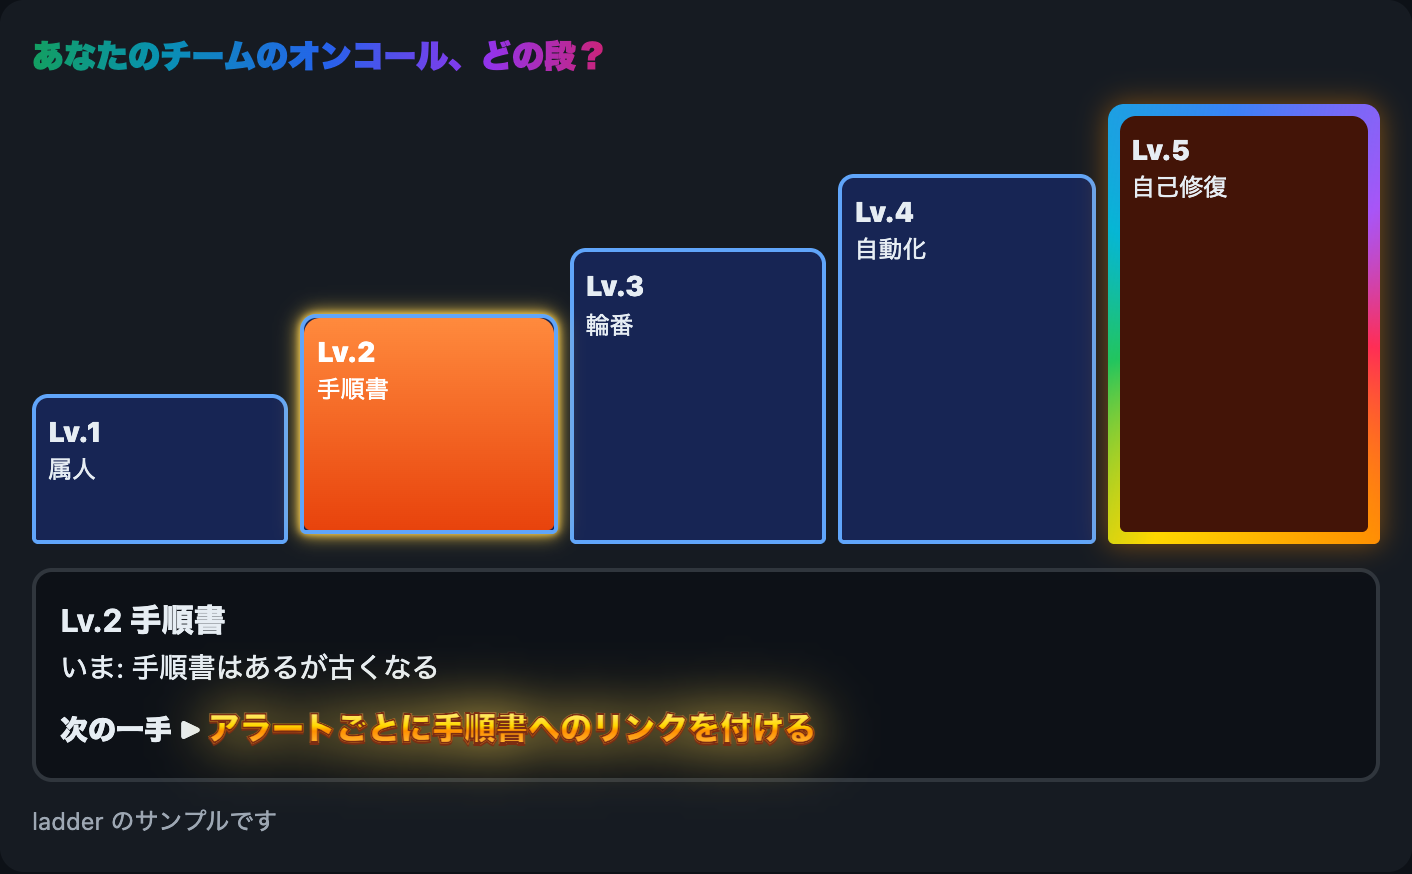 あなたのチームのオンコール、どの段？
Lv.1
属人
Lv.2
手順書
Lv.3
輪番
Lv.4
自動化
Lv.5
自己修復
Lv.2 手順書
いま: 手順書はあるが古くなる
次の一手 ▶ アラートごとに手順書へのリンクを付ける
ladder のサンプルです